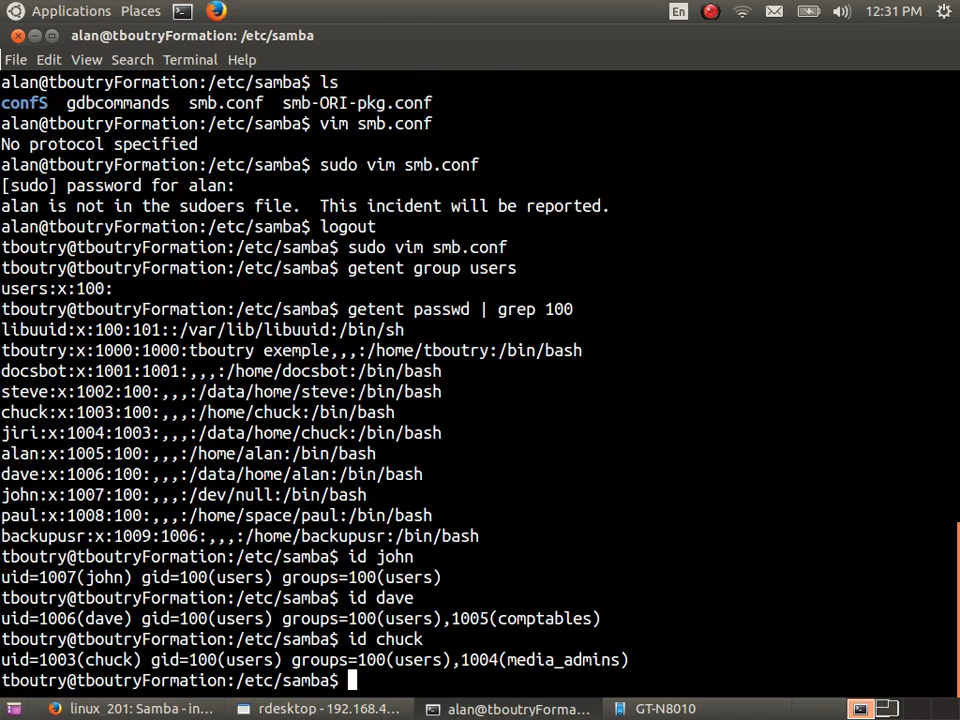 Applications Places En 12:31 PM
alan@tboutryFormation: /etc/samba
File Edit View Search Terminal Help
alan@tboutryFormation:/etc/samba$ ls
confS gdbcommands smb.conf smb-ORI-pkg.conf
alan@tboutryFormation:/etc/samba$ vim smb.conf
No protocol specified
alan@tboutryFormation:/etc/samba$ sudo vim smb.conf
[sudo] password for alan:
alan is not in the sudoers file.  This incident will be reported.
alan@tboutryFormation:/etc/samba$ logout
tboutry@tboutryFormation:/etc/samba$ sudo vim smb.conf
tboutry@tboutryFormation:/etc/samba$ getent group users
users:x:100:
tboutry@tboutryFormation:/etc/samba$ getent passwd | grep 100
libuuid:x:100:101::/var/lib/libuuid:/bin/sh
tboutry:x:1000:1000:tboutry exemple,,,:/home/tboutry:/bin/bash
docsbot:x:1001:1001:,,,:/home/docsbot:/bin/bash
steve:x:1002:100:,,,:/data/home/steve:/bin/bash
chuck:x:1003:100:,,,:/home/chuck:/bin/bash
jiri:x:1004:1003:,,,:/data/home/chuck:/bin/bash
alan:x:1005:100:,,,:/home/alan:/bin/bash
dave:x:1006:100:,,,:/data/home/alan:/bin/bash
john:x:1007:100:,,,:/dev/null:/bin/bash
paul:x:1008:100:,,,:/home/space/paul:/bin/bash
backupusr:x:1009:1006:,,,:/home/backupusr:/bin/bash
tboutry@tboutryFormation:/etc/samba$ id john
uid=1007(john) gid=100(users) groups=100(users)
tboutry@tboutryFormation:/etc/samba$ id dave
uid=1006(dave) gid=100(users) groups=100(users),1005(comptables)
tboutry@tboutryFormation:/etc/samba$ id chuck
uid=1003(chuck) gid=100(users) groups=100(users),1004(media_admins)
tboutry@tboutryFormation:/etc/samba$
linux_201: Samba - in... rdesktop - 192.168.4... alan@tboutryForma... GT-N8010